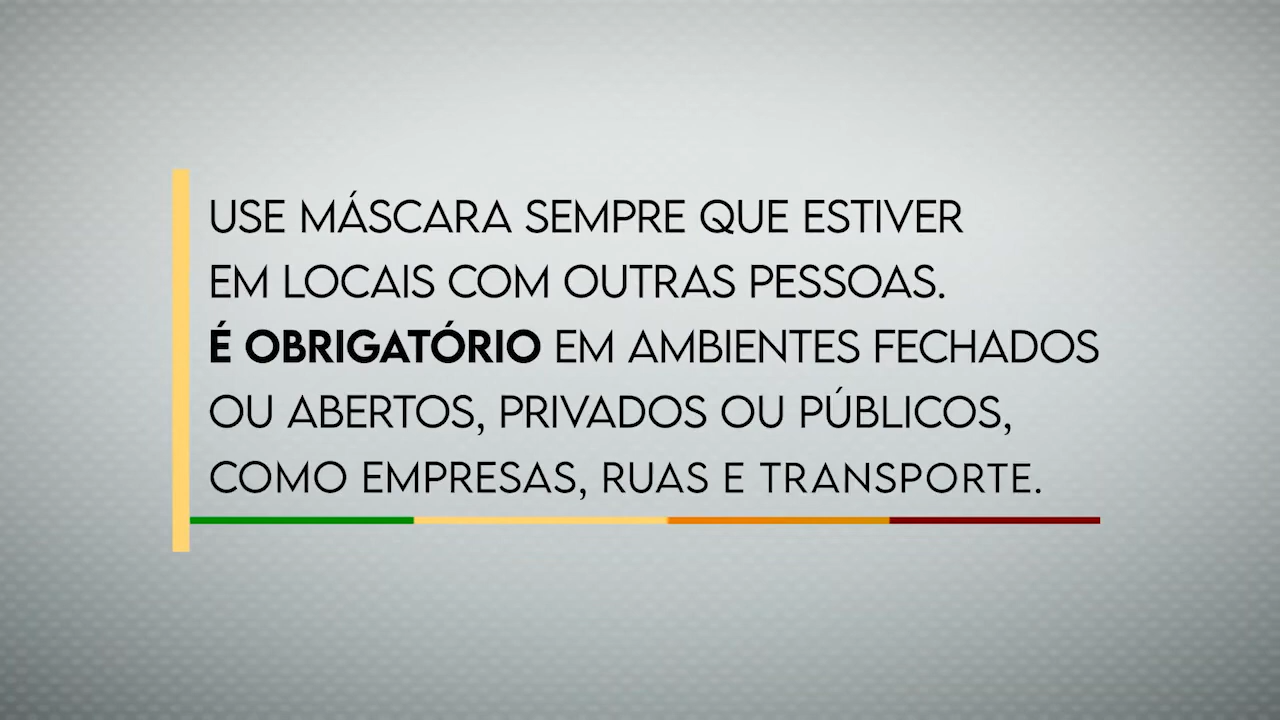 USE MÁSCARA SEMPRE QUE ESTIVER
EM LOCAIS COM OUTRAS PESSOAS.
É OBRIGATÓRIO EM AMBIENTES FECHADOS
OU ABERTOS, PRIVADOS OU PÚBLICOS,
COMO EMPRESAS, RUAS E TRANSPORTE.